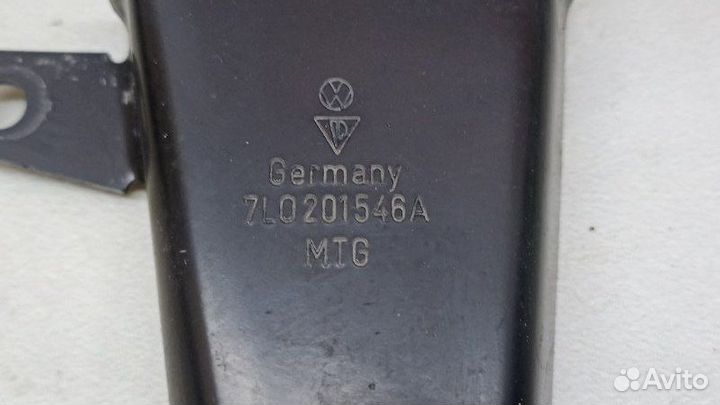 Germany
7L0201546A
MTG
Avito